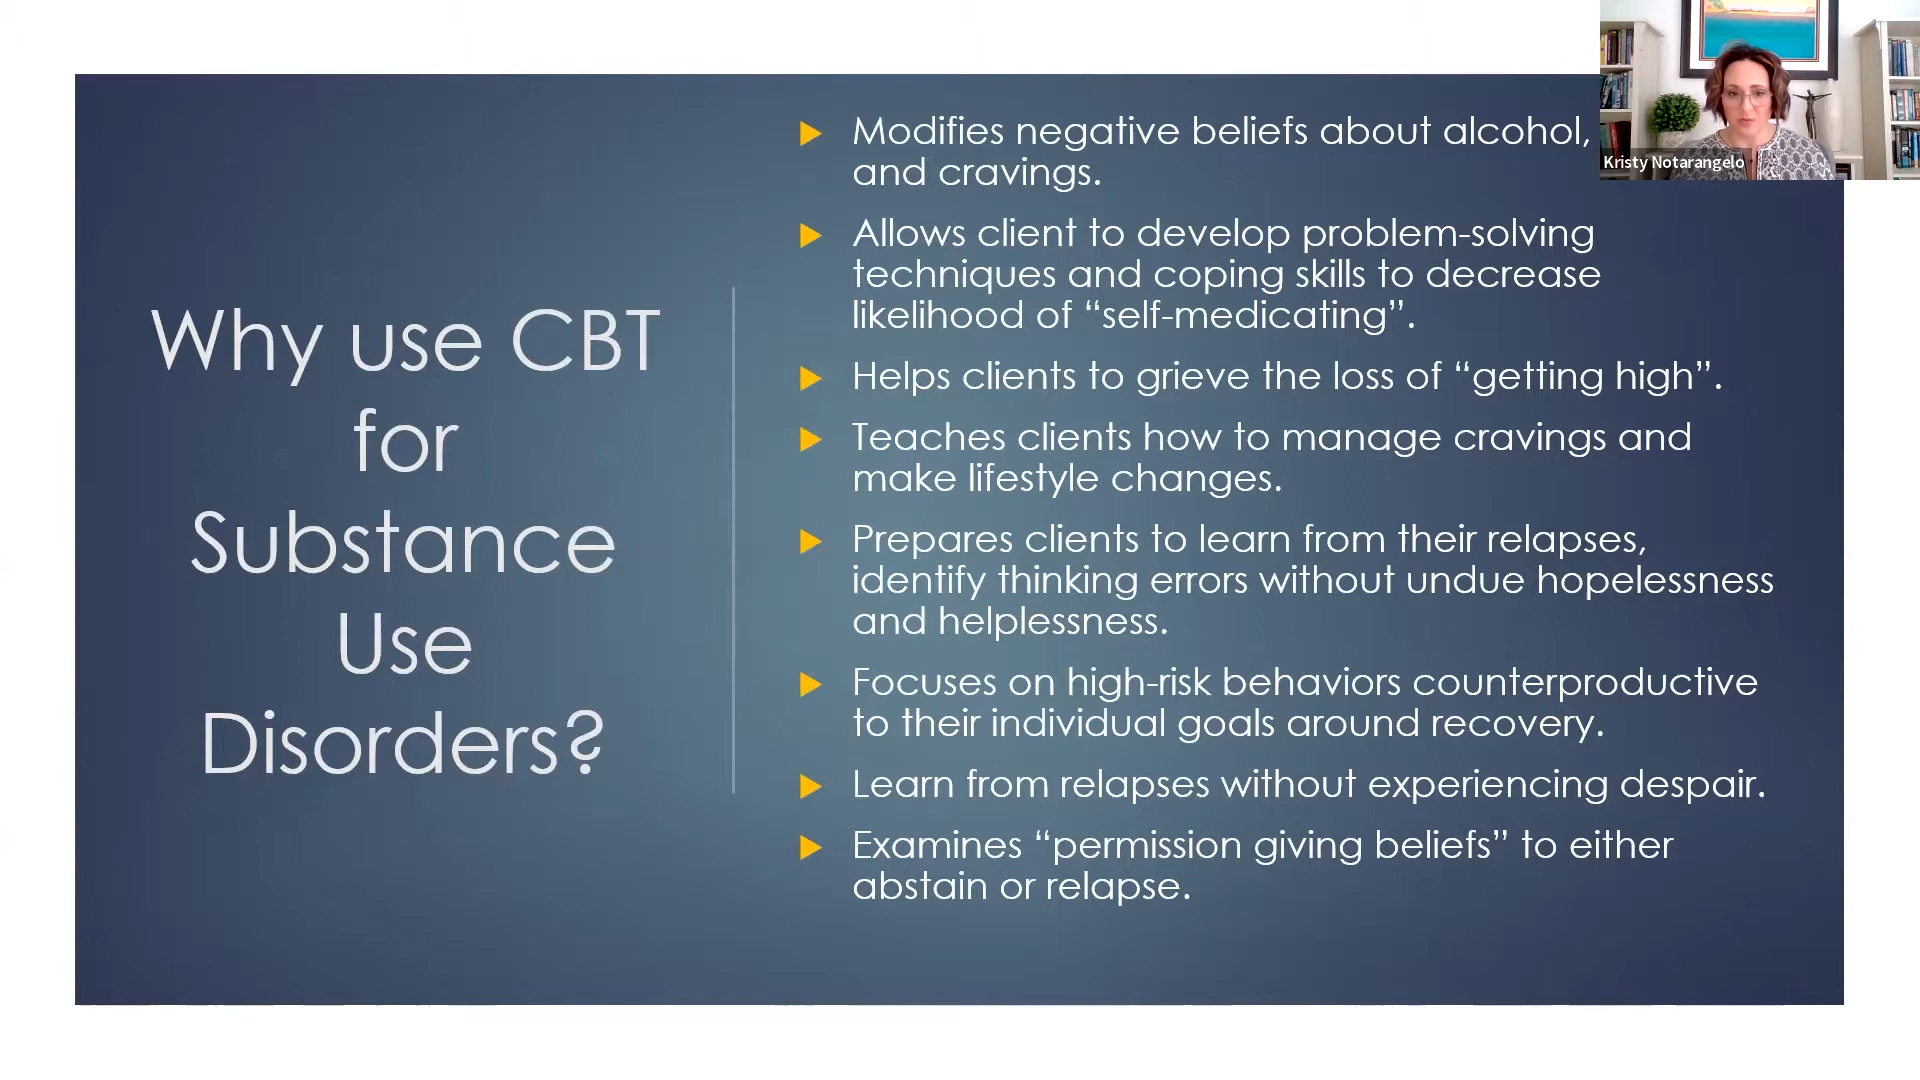 Why use CBT
for
Substance
Use
Disorders?
Modifies negative beliefs about alcohol,
and cravings.
Allows client to develop problem-solving
techniques and coping skills to decrease
likelihood of “self-medicating”.
Helps clients to grieve the loss of “getting high”.
Teaches clients how to manage cravings and
make lifestyle changes.
Prepares clients to learn from their relapses,
identify thinking errors without undue hopelessness
and helplessness.
Focuses on high-risk behaviors counterproductive
to their individual goals around recovery.
Learn from relapses without experiencing despair.
Examines “permission giving beliefs” to either
abstain or relapse.
Kristy Notarangelo